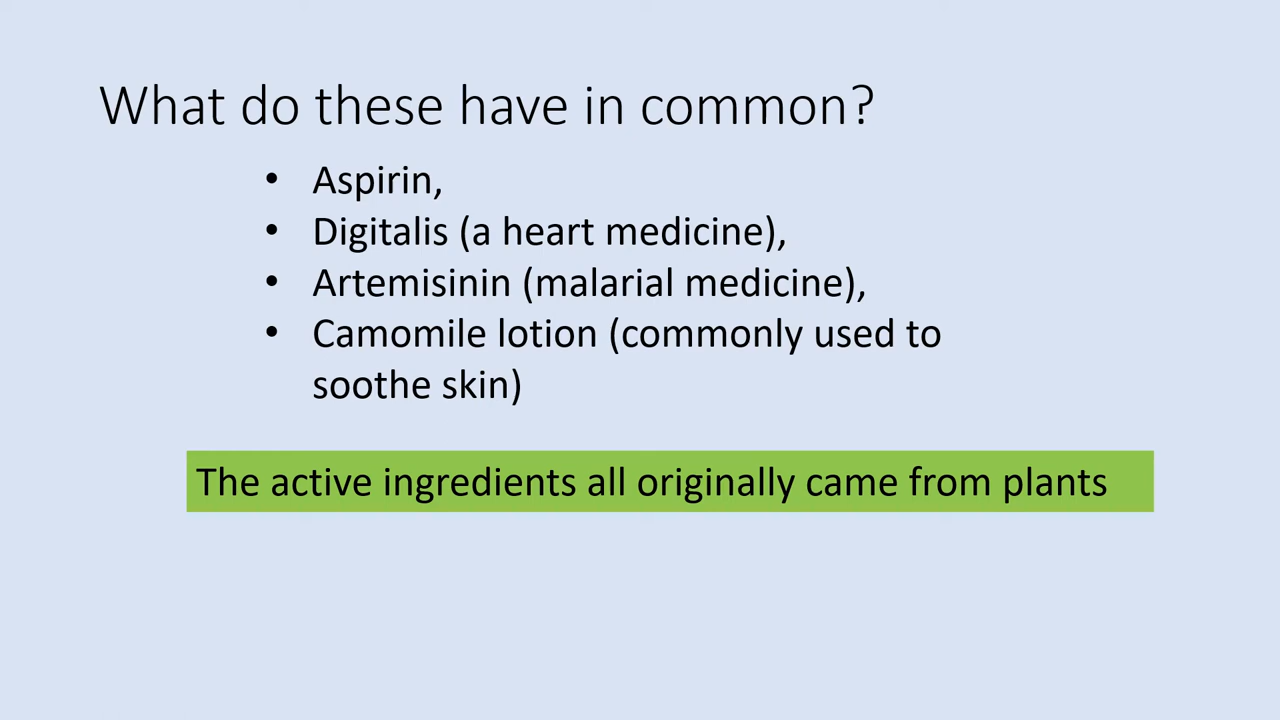 What do these have in common?
• Aspirin,
• Digitalis (a heart medicine),
• Artemisinin (malarial medicine),
• Camomile lotion (commonly used to
soothe skin)
The active ingredients all originally came from plants